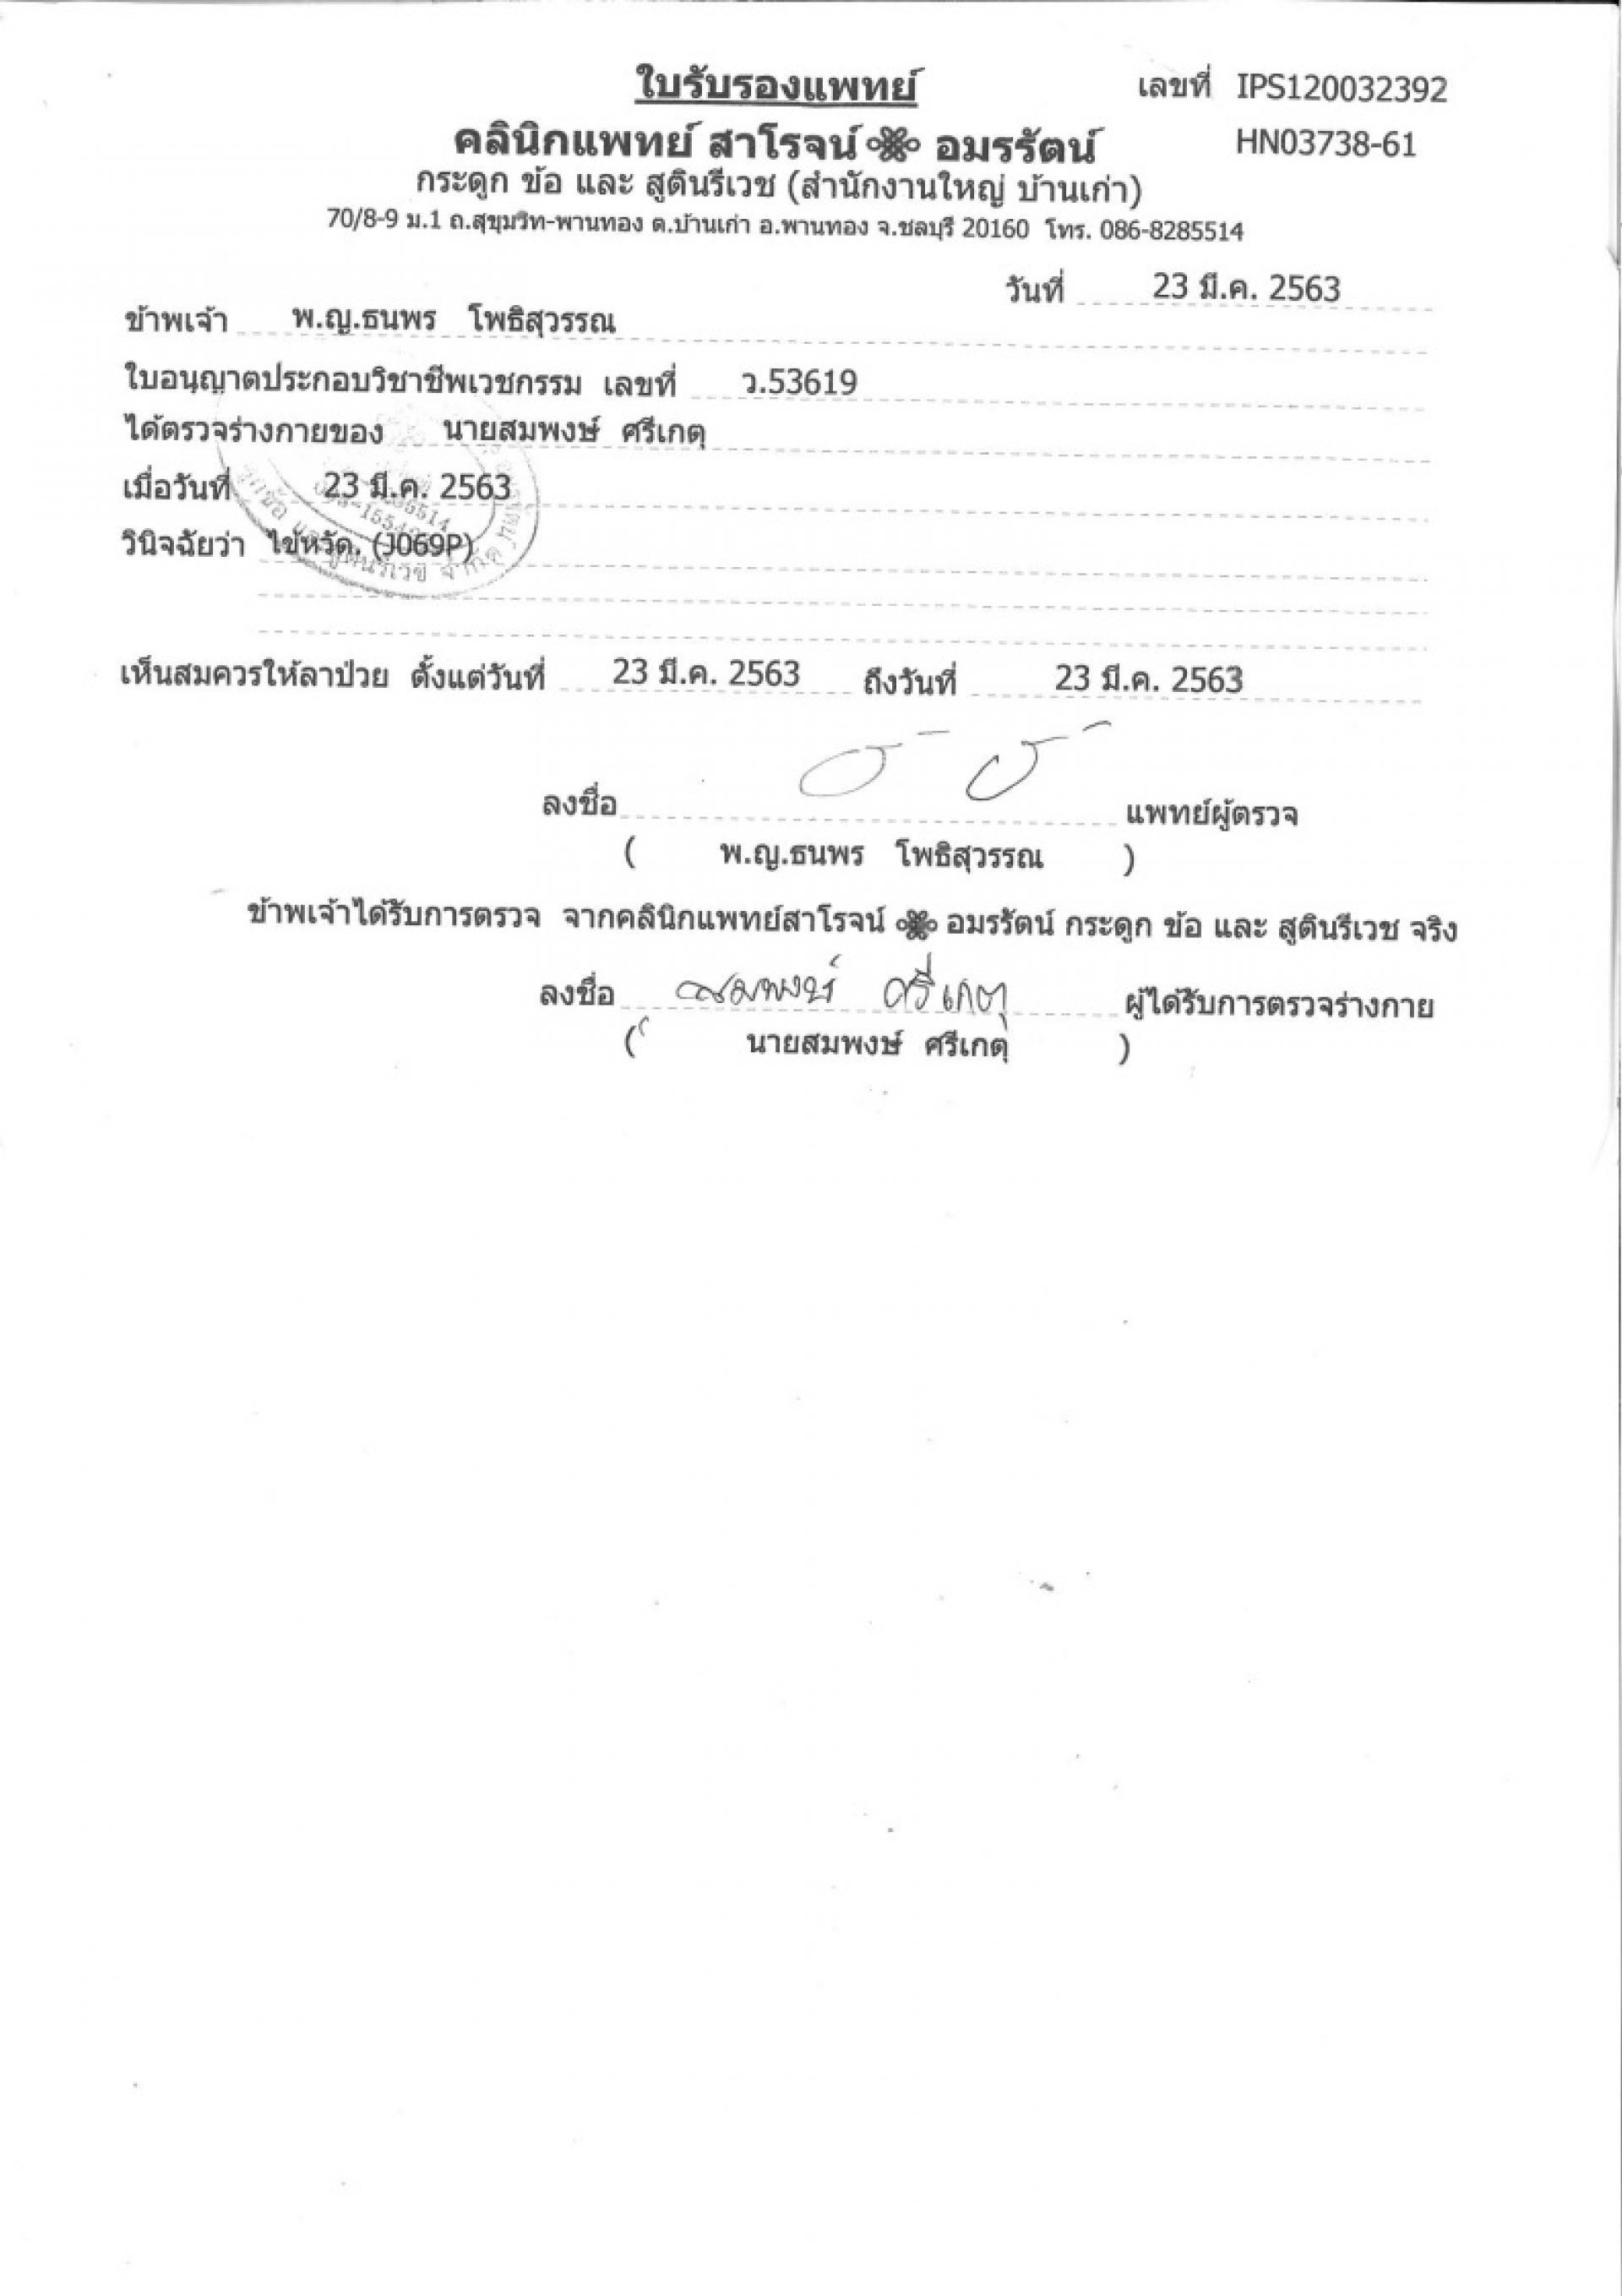 ใบรับรองแพทย์
เลขที่ IPS120032392
คลินิกแพทย์ สาโรจน์ อมรรัตน์
HN03738-61
กระดูก ข้อ และ สูตินรีเวช (สำนักงานใหญ่ บ้านเก่า)
70/8-9 ม.1 ถ.สุขุมวิท-พานทอง ต.บ้านเก่า อ.พานทอง จ.ชลบุรี 20160 โทร. 086-8285514
วันที่ 23 มี.ค. 2563
ข้าพเจ้า พ.ญ.ธนพร โพธิสุวรรณ
ใบอนุญาตประกอบวิชาชีพเวชกรรม เลขที่ ว.53619
ได้ตรวจร่างกายของ นายสมพงษ์ ศรีเกตุ
เมื่อวันที่ 23 มี.ค. 2563
วินิจฉัยว่า ไข้หวัด. (J069P)
เห็นสมควรให้ลาป่วย ตั้งแต่วันที่ 23 มี.ค. 2563 ถึงวันที่ 23 มี.ค. 2563
ลงชื่อ แพทย์ผู้ตรวจ
( พ.ญ.ธนพร โพธิสุวรรณ )
ข้าพเจ้าได้รับการตรวจ จากคลินิกแพทย์สาโรจน์ อมรรัตน์ กระดูก ข้อ และ สูตินรีเวช จริง
ลงชื่อ สมพงษ์ ศรีเกตุ ผู้ได้รับการตรวจร่างกาย
( นายสมพงษ์ ศรีเกตุ )